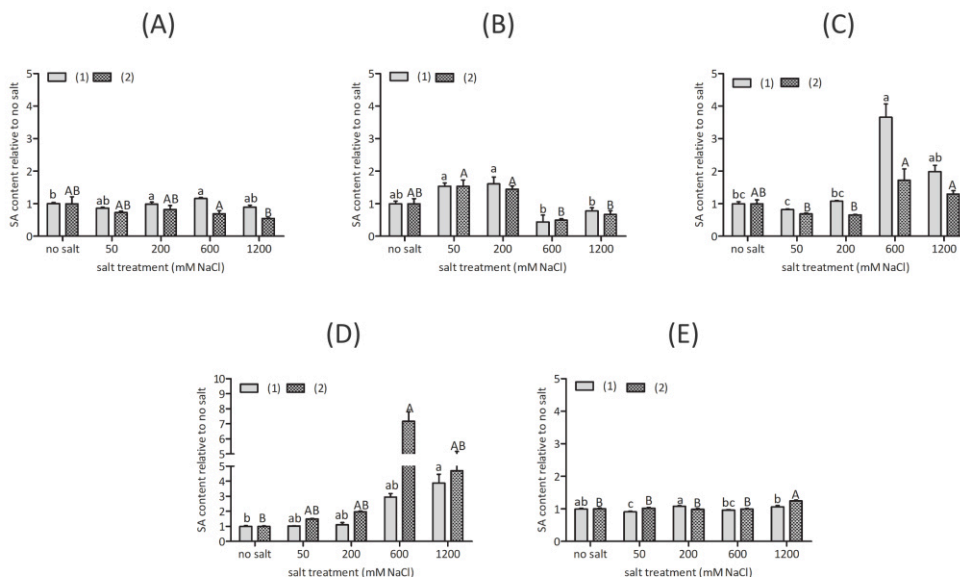 (A)
SA content relative to no salt
5
4
3
2
1
0
(1) (2)
b AB ab AB a AB a A ab B
no salt 50 200 600 1200
salt treatment (mM NaCl)
(B)
SA content relative to no salt
5
4
3
2
1
0
(1) (2)
ab AB a A a A b B b B
no salt 50 200 600 1200
salt treatment (mM NaCl)
(C)
SA content relative to no salt
5
4
3
2
1
0
(1) (2)
bc AB c B bc B a A ab A
no salt 50 200 600 1200
salt treatment (mM NaCl)
(D)
SA content relative to no salt
10
9
8
7
6
5
5
4
3
2
1
0
(1) (2)
b B ab AB ab AB ab A a AB
no salt 50 200 600 1200
salt treatment (mM NaCl)
(E)
SA content relative to no salt
5
4
3
2
1
0
(1) (2)
ab B c B a B bc B b A
no salt 50 200 600 1200
salt treatment (mM NaCl)